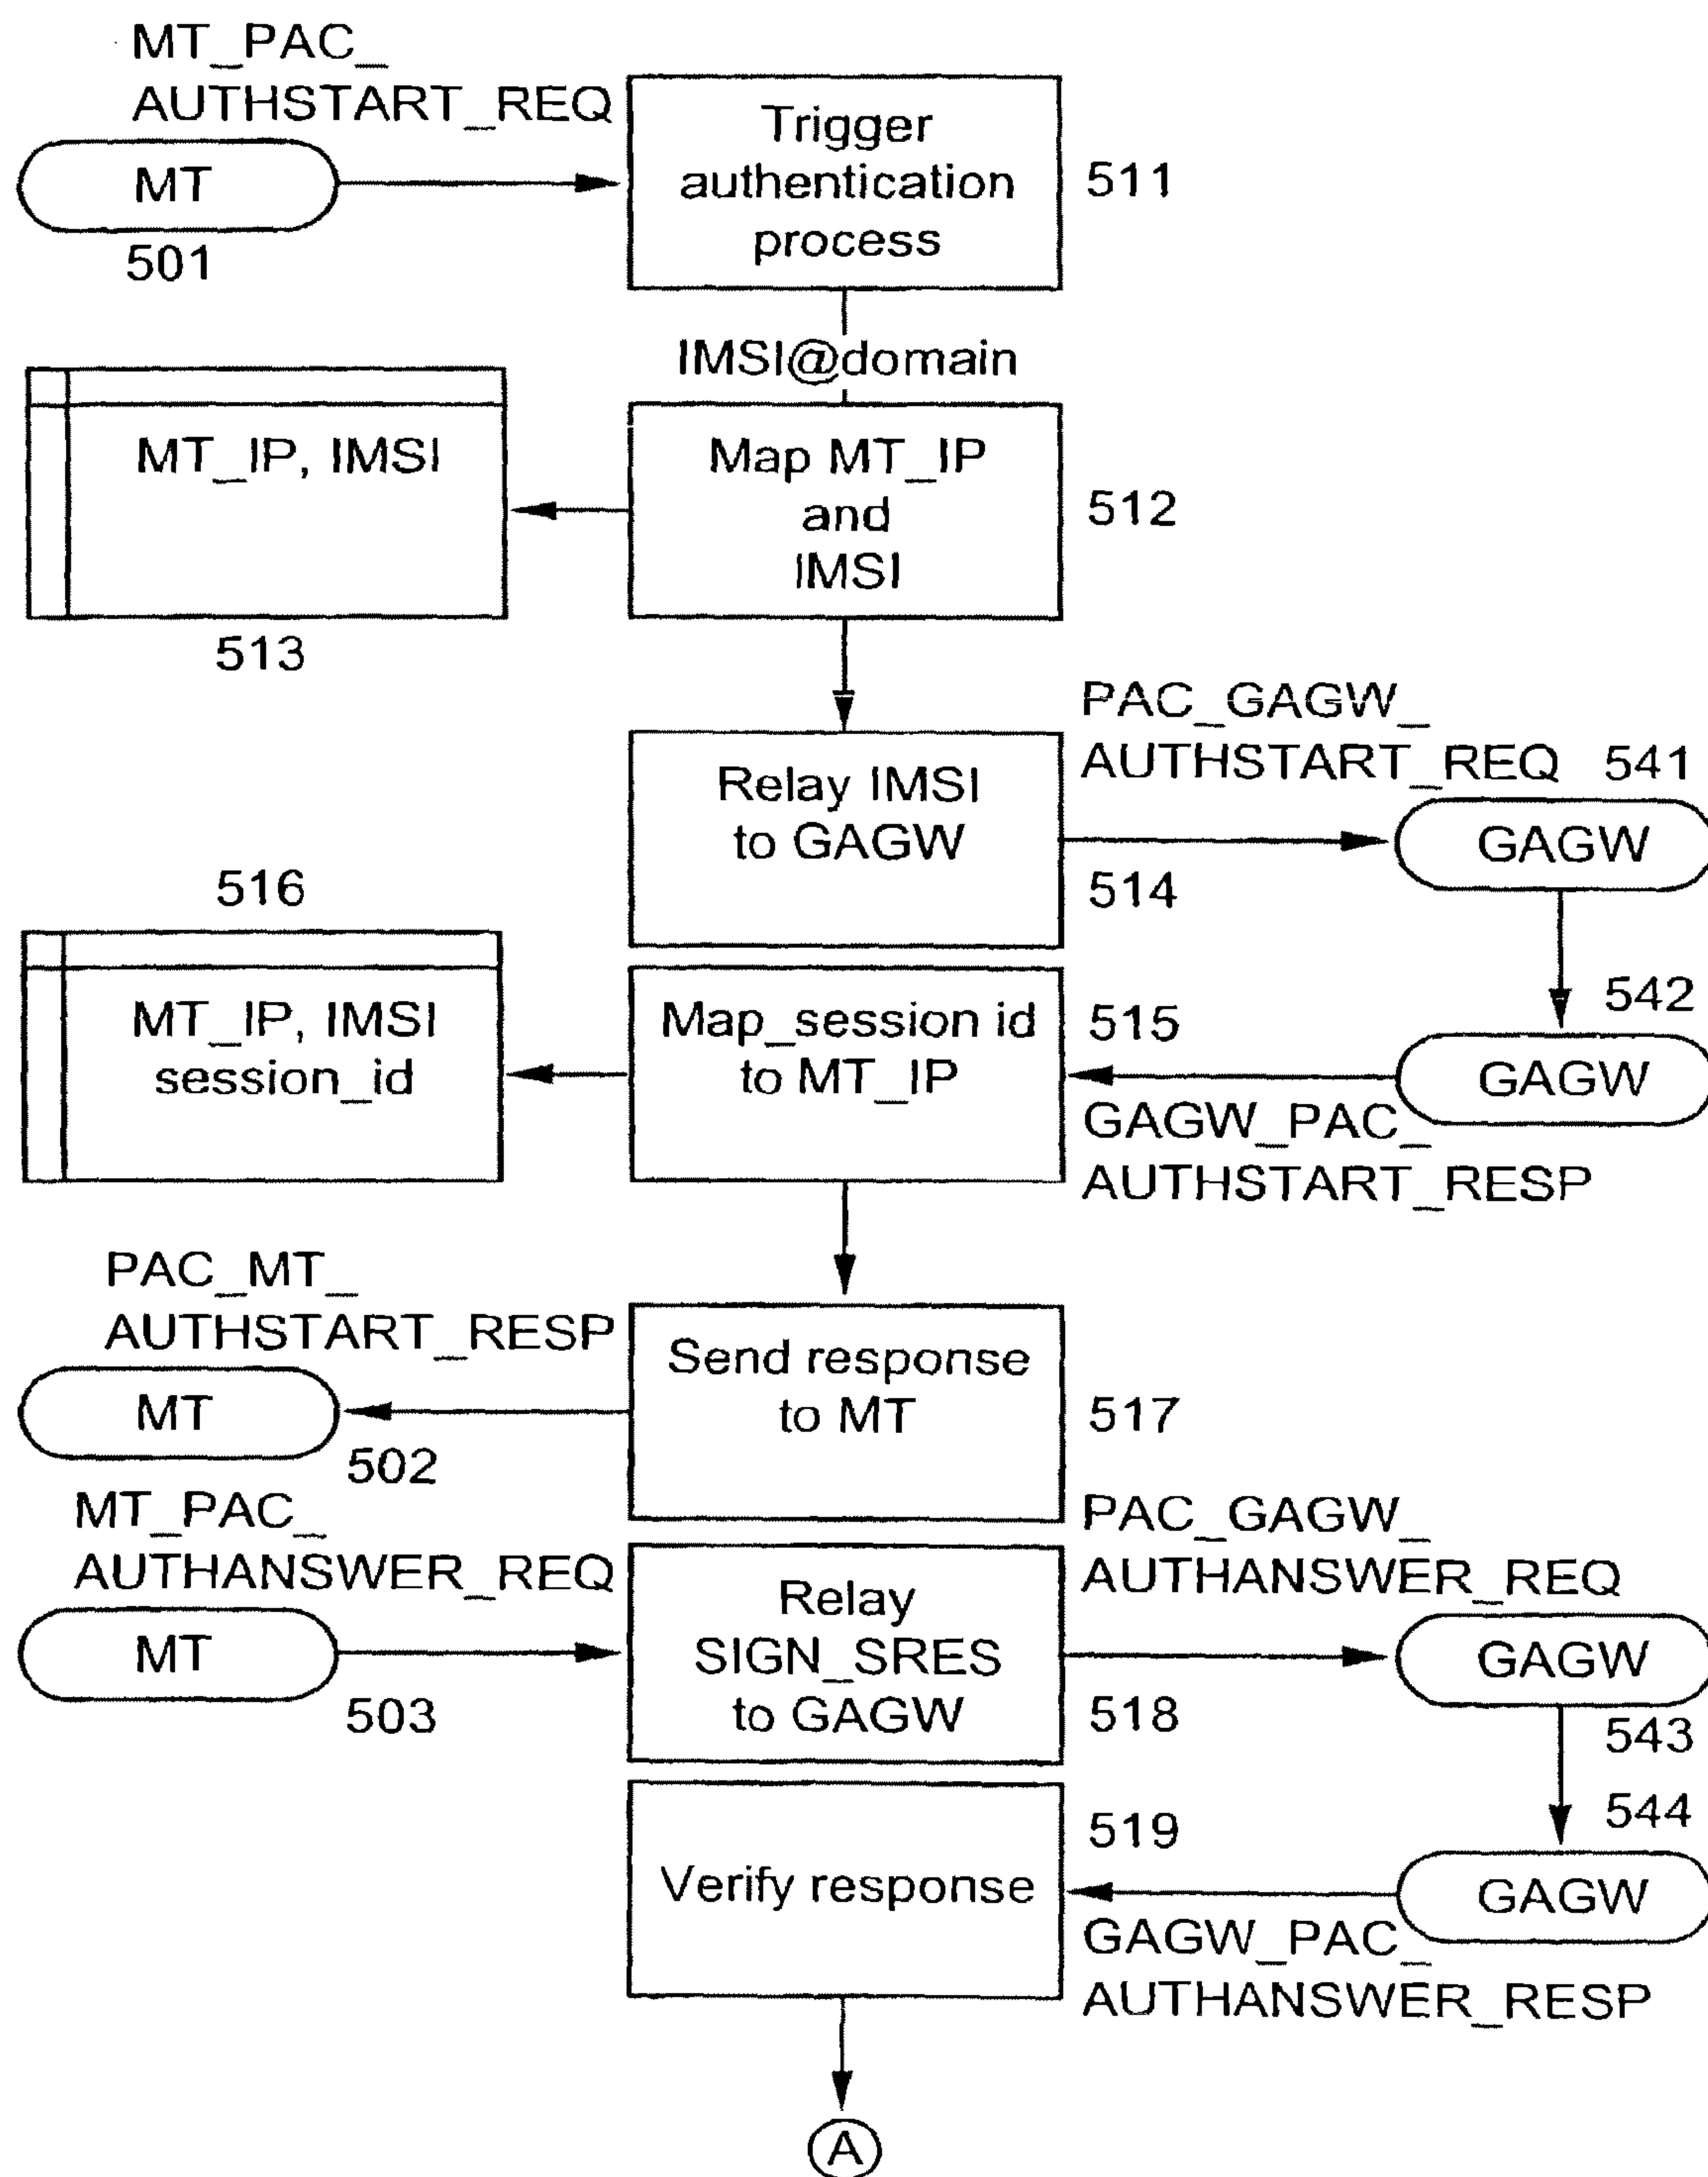 MT_PAC_
AUTHSTART_REQ
MT
501
Trigger
authentication
process
511
IMSI@domain
MT_IP, IMSI
513
Map MT_IP
and
IMSI
512
Relay IMSI
to GAGW
514
PAC_GAGW_
AUTHSTART_REQ 541
GAGW
516
MT_IP, IMSI
session_id
Map_session id
to MT_IP
515
542
GAGW
GAGW_PAC_
AUTHSTART_RESP
PAC_MT_
AUTHSTART_RESP
MT
502
Send response
to MT
517
MT_PAC_
AUTHANSWER_REQ
MT
503
Relay
SIGN_SRES
to GAGW
518
PAC_GAGW_
AUTHANSWER_REQ
GAGW
543
544
Verify response
519
GAGW
GAGW_PAC_
AUTHANSWER_RESP
A